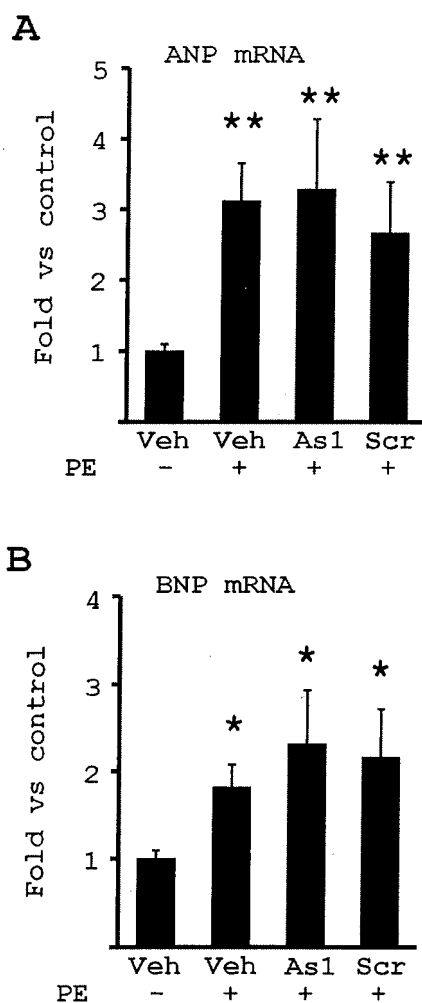 A
ANP mRNA
Fold vs control
5
4
3
2
1
** ** **
Veh Veh As1 Scr
PE - + + +
B
BNP mRNA
Fold vs control
4
3
2
1
* * *
Veh Veh As1 Scr
PE - + + +